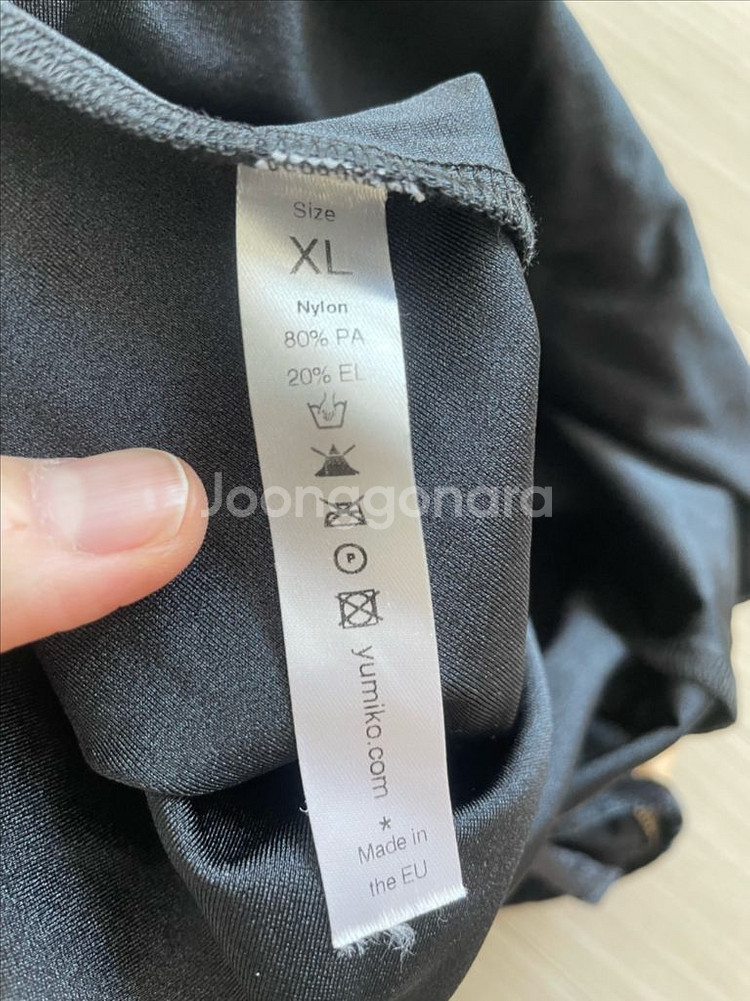 Size
XL
Nylon
80% PA
20% EL
Joonggonara
P
yumiko.com *
Made in
the EU